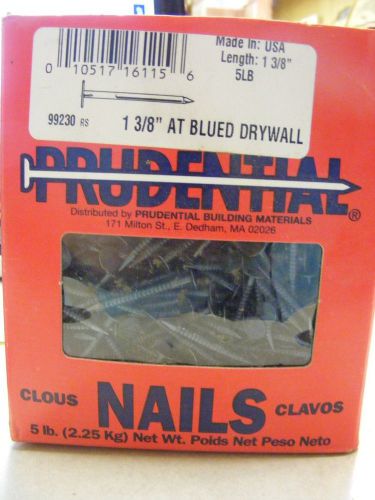 Made In: USA
Length: 1 3/8"
5LB
0 10517 16115 6
99230 RS
1 3/8" AT BLUED DRYWALL
PRUDENTIAL®
Distributed by PRUDENTIAL BUILDING MATERIALS
171 Milton St., E. Dedham, MA 02026
CLOUS NAILS CLAVOS
5 lb. (2.25 Kg) Net Wt. Poids Net Peso Neto